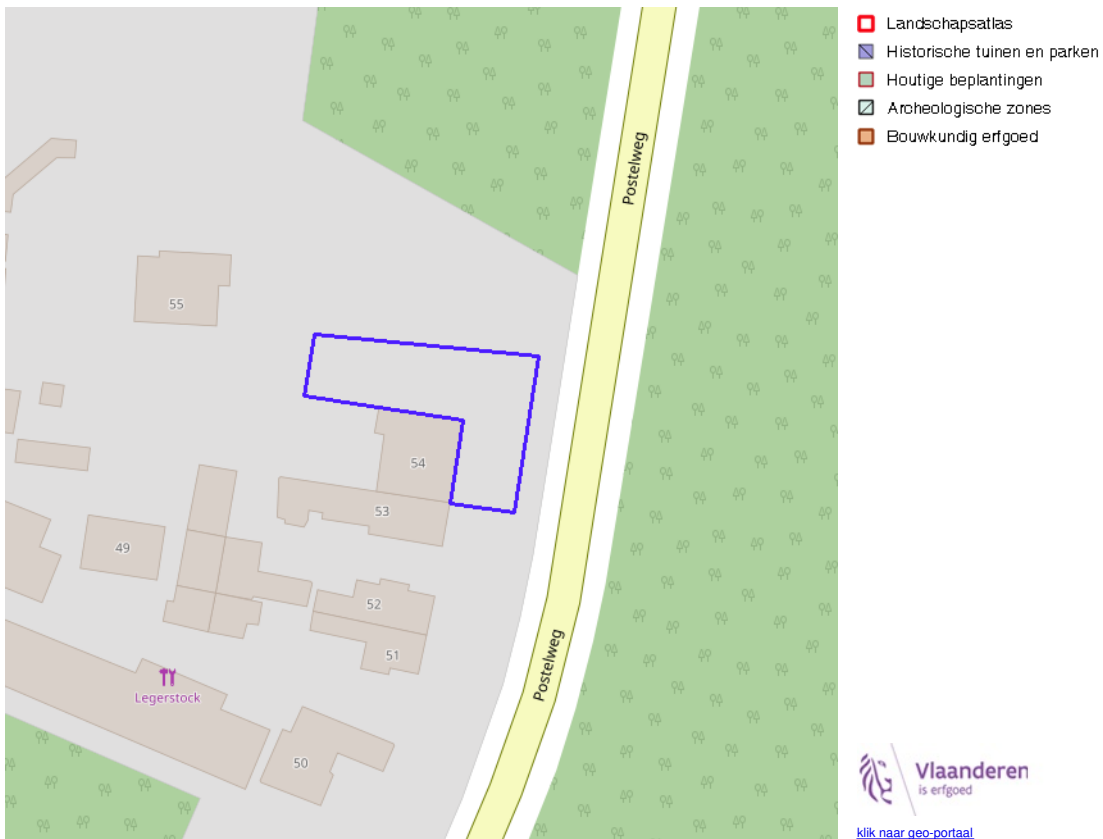 Landschapsatlas
Historische tuinen en parken
Houtige beplantingen
Archeologische zones
Bouwkundig erfgoed
Postelweg
55
54
53
49
52
51
Postelweg
Legerstock
50
Vlaanderen
is erfgoed
klik naar geo-portaal